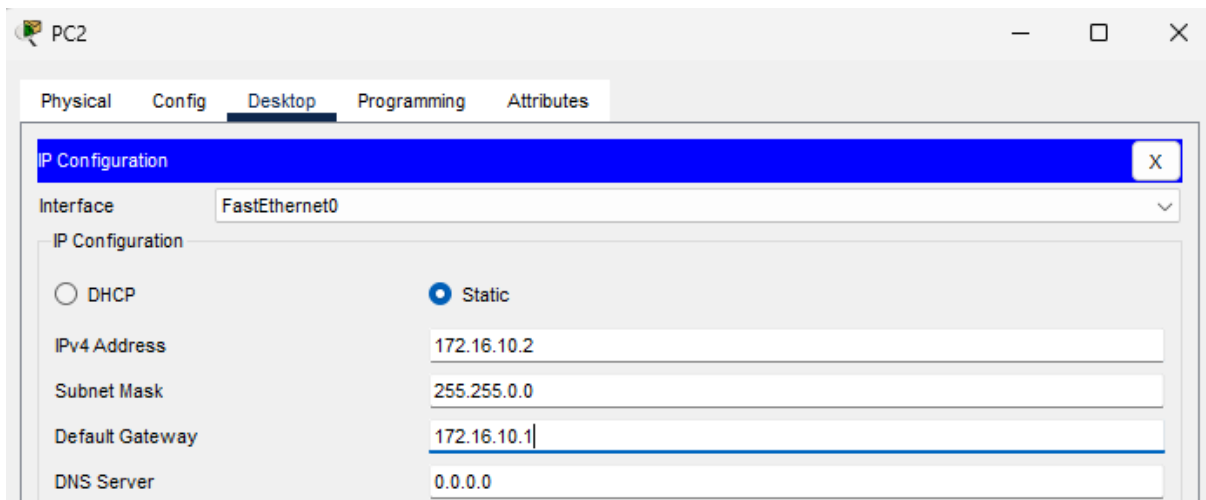 PC2
Physical Config Desktop Programming Attributes
IP Configuration X
Interface FastEthernet0
IP Configuration
DHCP Static
IPv4 Address 172.16.10.2
Subnet Mask 255.255.0.0
Default Gateway 172.16.10.1
DNS Server 0.0.0.0